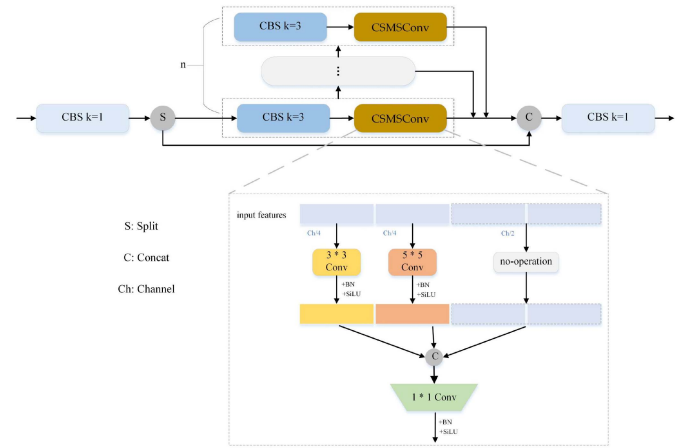 CBS k=3
CSMSConv
n
...
CBS k=1
S
CBS k=3
CSMSConv
C
CBS k=1
input features
S: Split
C: Concat
Ch: Channel
Ch/4
Ch/4
Ch/2
3 * 3
Conv
5 * 5
Conv
no-operation
+BN
+SiLU
+BN
+SiLU
C
1 * 1 Conv
+BN
+SiLU